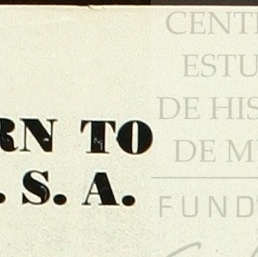 RN TO
. S. A.
CENT
ESTU
DE HIS
DE M
FUND